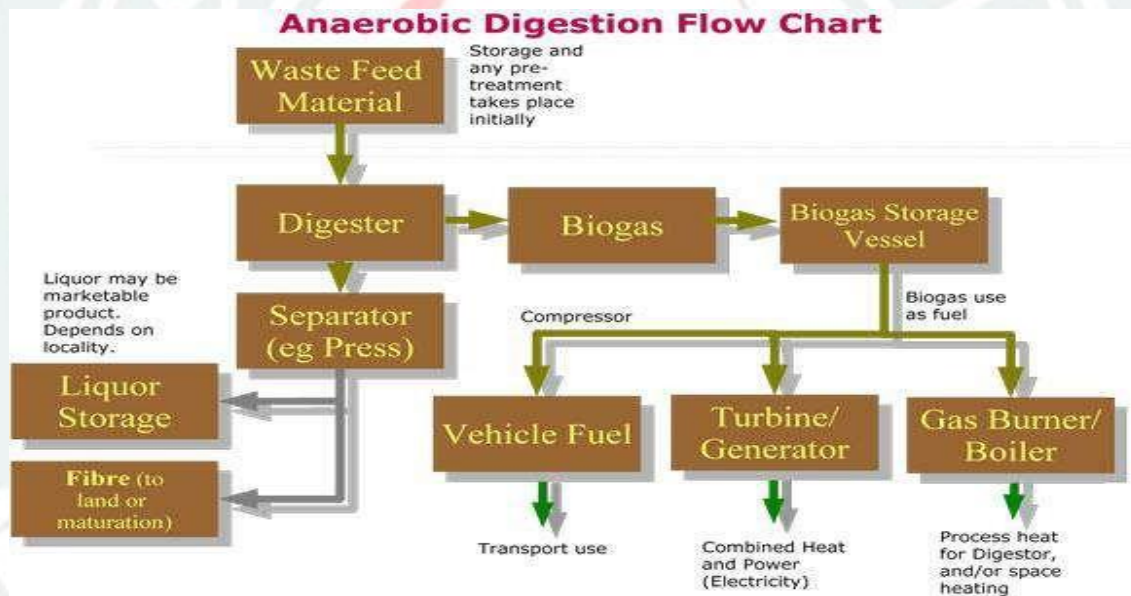 Anaerobic Digestion Flow Chart
Waste Feed
Material
Storage and
any pre-
treatment
takes place
initially
Digester
Biogas
Biogas Storage
Vessel
Liquor may be
marketable
product.
Depends on
locality.
Separator
(eg Press)
Compressor
Biogas use
as fuel
Liquor
Storage
Fibre (to
land or
maturation)
Vehicle Fuel
Turbine/
Generator
Gas Burner/
Boiler
Transport use
Combined Heat
and Power
(Electricity)
Process heat
for Digestor,
and/or space
heating